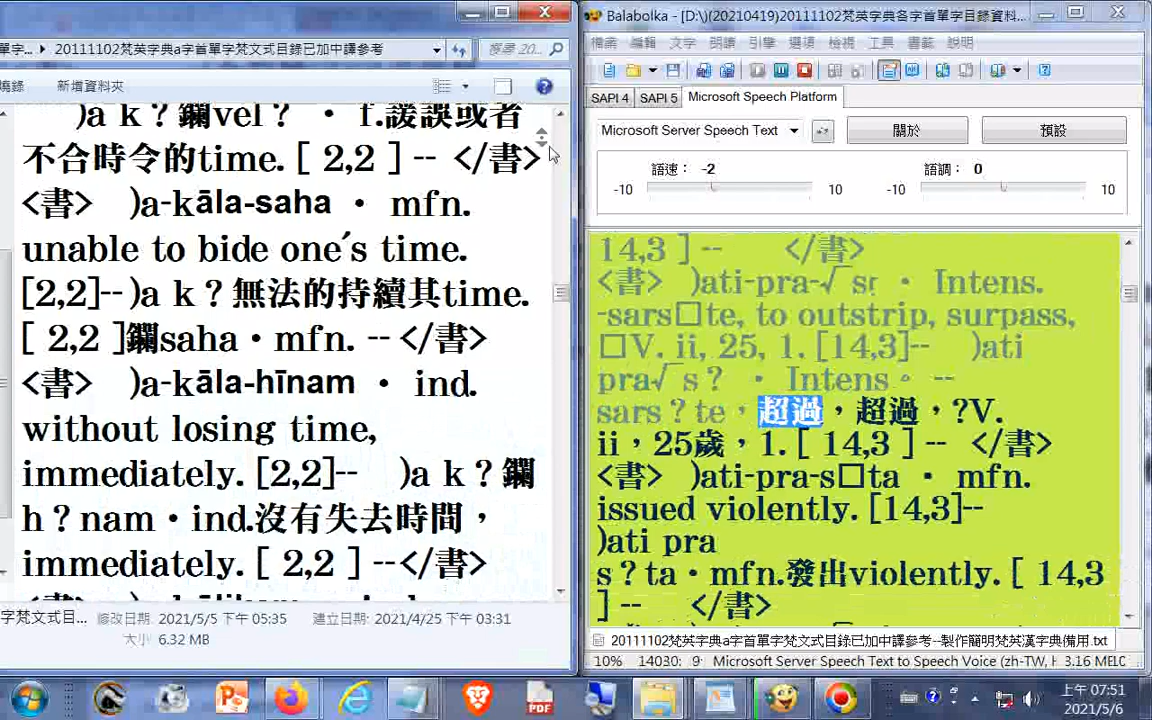 單字... ▸ 20111102梵英字典a字首單字梵文式目錄已加中譯參考
搜尋 20...
燒錄 新增資料夾
)a k？鑭vel？ • f.諼誤或者
不合時令的time. [ 2,2 ] -- </書>
<書> )a-kāla-saha • mfn.
unable to bide one's time.
[2,2]-- )a k？無法的持續其time.
[ 2,2 ]鑭saha • mfn. -- </書>
<書> )a-kāla-hīnam • ind.
without losing time,
immediately. [2,2]-- )a k？鑭
h？nam • ind.沒有失去時間，
immediately. [ 2,2 ] --</書>
字梵文式目... 修改日期: 2021/5/5 下午 05:35 建立日期: 2021/4/25 下午 03:31
大小: 6.32 MB
Balabolka - [D:\)(20210419)20111102梵英字典各字首單字目錄資料...
檔案 編輯 文字 朗讀 引擎 選項 檢視 工具 書籤 說明
SAPI 4 SAPI 5 Microsoft Speech Platform
Microsoft Server Speech Text 關於 預設
語速： -2 語調： 0
-10 10 -10 10
14,3 ] -- </書>
<書> )ati-pra-√sṛ • Intens.
-sars□te, to outstrip, surpass,
□V. ii, 25, 1. [14,3]-- )ati
pra√s？ • Intens。 --
sars？te，超過，超過，?V.
ii，25歲，1. [ 14,3 ] -- </書>
<書> )ati-pra-s□ta • mfn.
issued violently. [14,3]--
)ati pra
s？ta • mfn.發出violently. [ 14,3
] -- </書>
20111102梵英字典a字首單字梵文式目錄已加中譯參考--製作簡明梵英漢字典備用.txt
10% 14030: 9 Microsoft Server Speech Text to Speech Voice (zh-TW, 3.16 MB
上午 07:51
2021/5/6